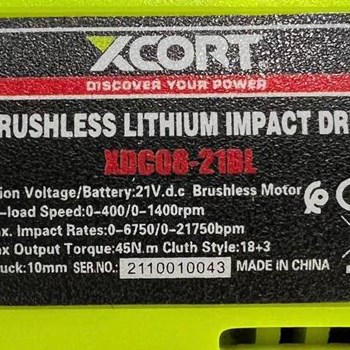 XCORT
DISCOVER YOUR POWER
RUSHLESS LITHIUM IMPACT DR
XDC08-21BL
ion Voltage/Battery:21V.d.c Brushless Motor
-load Speed:0-400/0-1400rpm
x. Impact Rates:0-6750/0-21750bpm
ax Output Torque:45N.m Cluth Style:18+3
uck:10mm SER.NO.: 2110010043 MADE IN CHINA